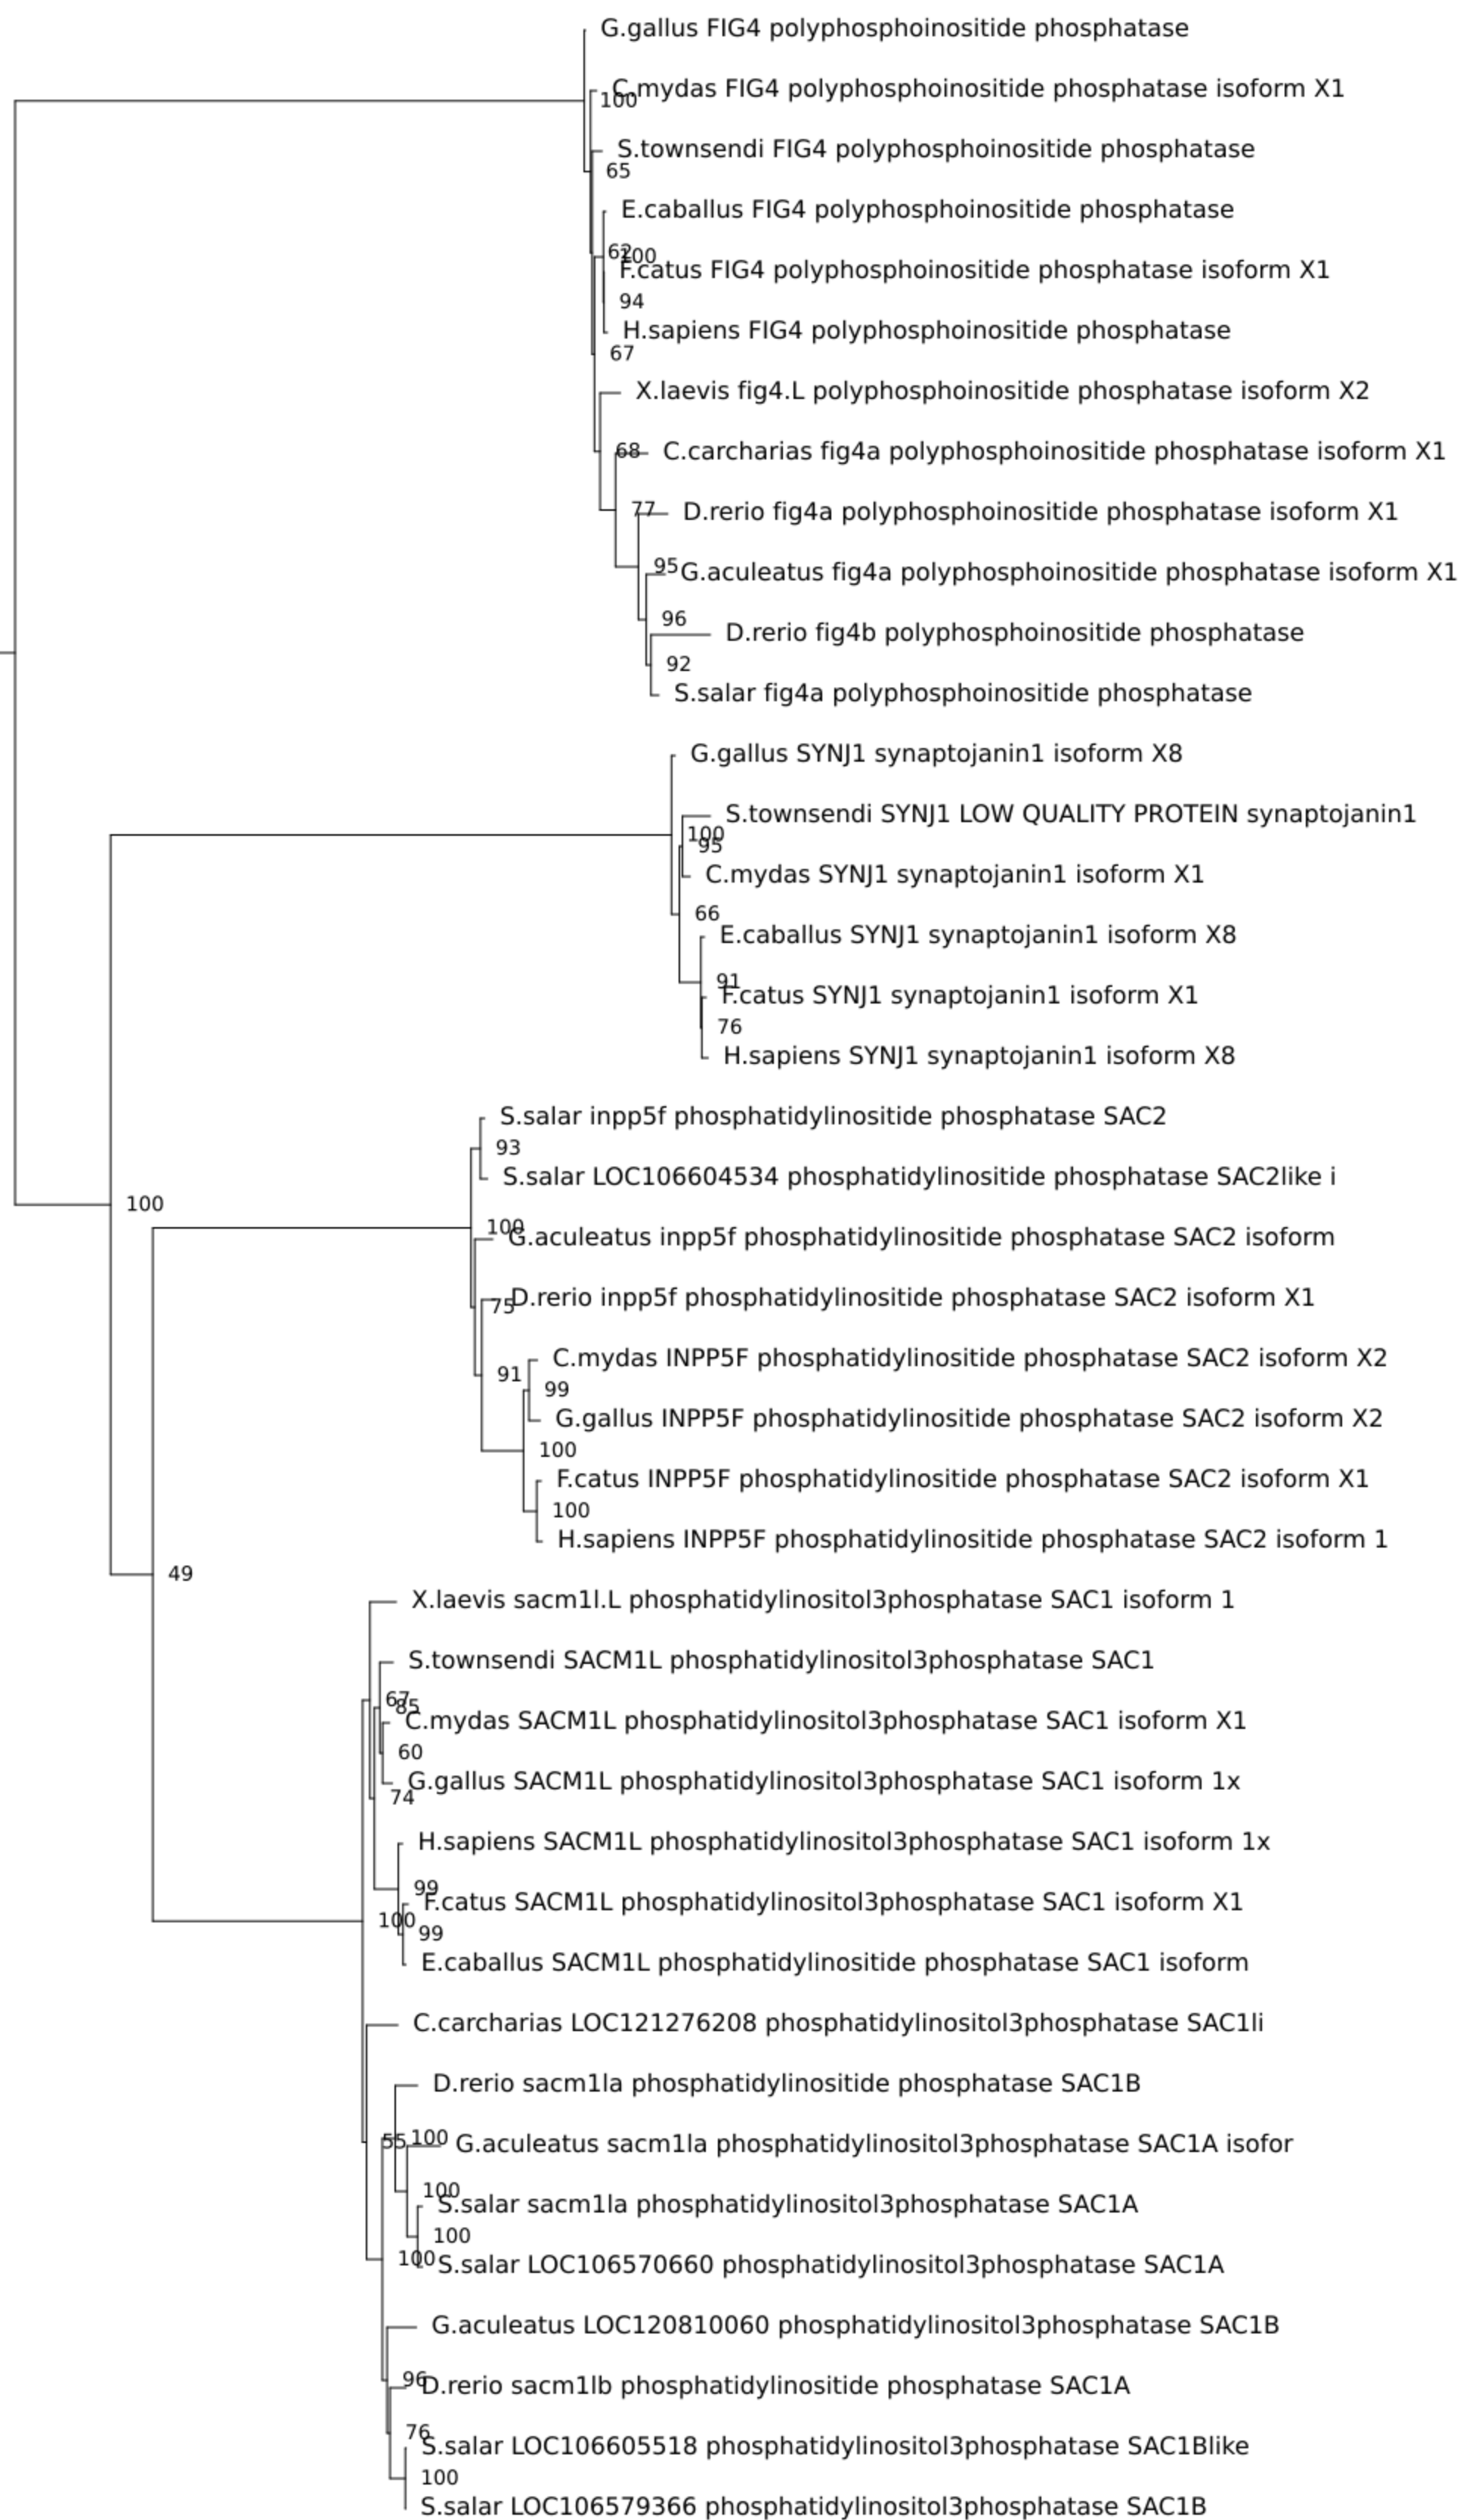 G.gallus FIG4 polyphosphoinositide phosphatase
C.mydas FIG4 polyphosphoinositide phosphatase isoform X1
100
S.townsendi FIG4 polyphosphoinositide phosphatase
65
E.caballus FIG4 polyphosphoinositide phosphatase
62
100
F.catus FIG4 polyphosphoinositide phosphatase isoform X1
94
H.sapiens FIG4 polyphosphoinositide phosphatase
67
X.laevis fig4.L polyphosphoinositide phosphatase isoform X2
68
C.carcharias fig4a polyphosphoinositide phosphatase isoform X1
77
D.rerio fig4a polyphosphoinositide phosphatase isoform X1
95
G.aculeatus fig4a polyphosphoinositide phosphatase isoform X1
96
D.rerio fig4b polyphosphoinositide phosphatase
92
S.salar fig4a polyphosphoinositide phosphatase
G.gallus SYNJ1 synaptojanin1 isoform X8
S.townsendi SYNJ1 LOW QUALITY PROTEIN synaptojanin1
100
95
C.mydas SYNJ1 synaptojanin1 isoform X1
66
E.caballus SYNJ1 synaptojanin1 isoform X8
91
F.catus SYNJ1 synaptojanin1 isoform X1
76
H.sapiens SYNJ1 synaptojanin1 isoform X8
S.salar inpp5f phosphatidylinositide phosphatase SAC2
93
S.salar LOC106604534 phosphatidylinositide phosphatase SAC2like i
100
100
G.aculeatus inpp5f phosphatidylinositide phosphatase SAC2 isoform
D.rerio inpp5f phosphatidylinositide phosphatase SAC2 isoform X1
75
C.mydas INPP5F phosphatidylinositide phosphatase SAC2 isoform X2
91
99
G.gallus INPP5F phosphatidylinositide phosphatase SAC2 isoform X2
100
F.catus INPP5F phosphatidylinositide phosphatase SAC2 isoform X1
100
H.sapiens INPP5F phosphatidylinositide phosphatase SAC2 isoform 1
49
X.laevis sacm1l.L phosphatidylinositol3phosphatase SAC1 isoform 1
S.townsendi SACM1L phosphatidylinositol3phosphatase SAC1
67
85
C.mydas SACM1L phosphatidylinositol3phosphatase SAC1 isoform X1
60
G.gallus SACM1L phosphatidylinositol3phosphatase SAC1 isoform 1x
74
H.sapiens SACM1L phosphatidylinositol3phosphatase SAC1 isoform 1x
99
F.catus SACM1L phosphatidylinositol3phosphatase SAC1 isoform X1
100
99
E.caballus SACM1L phosphatidylinositide phosphatase SAC1 isoform
C.carcharias LOC121276208 phosphatidylinositol3phosphatase SAC1li
D.rerio sacm1la phosphatidylinositide phosphatase SAC1B
55
100
G.aculeatus sacm1la phosphatidylinositol3phosphatase SAC1A isofor
100
S.salar sacm1la phosphatidylinositol3phosphatase SAC1A
100
100
S.salar LOC106570660 phosphatidylinositol3phosphatase SAC1A
G.aculeatus LOC120810060 phosphatidylinositol3phosphatase SAC1B
96
D.rerio sacm1lb phosphatidylinositide phosphatase SAC1A
76
S.salar LOC106605518 phosphatidylinositol3phosphatase SAC1Blike
100
S.salar LOC106579366 phosphatidylinositol3phosphatase SAC1B